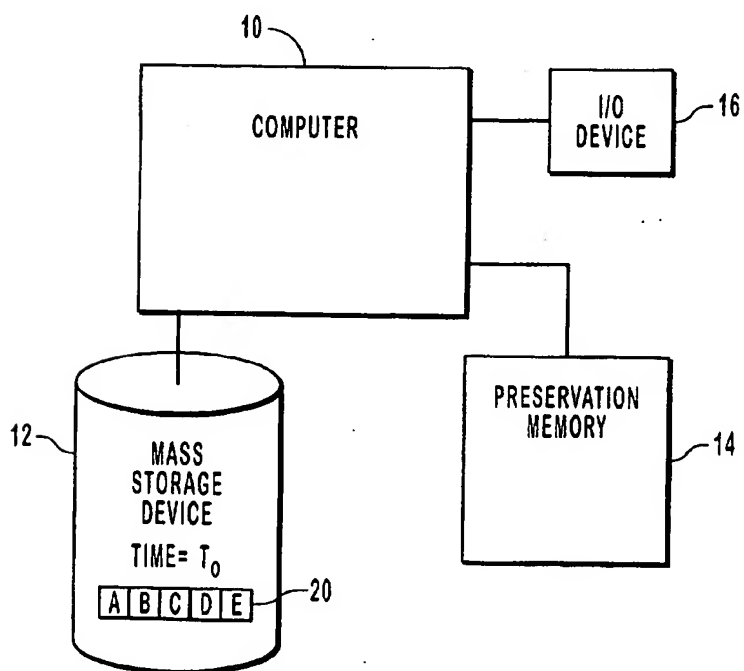 10
COMPUTER
I/O
DEVICE
16
12
MASS
STORAGE
DEVICE
TIME= T₀
A B C D E
20
PRESERVATION
MEMORY
14